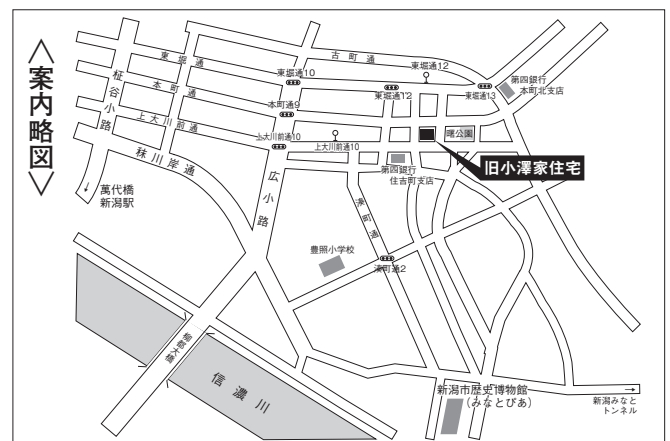 〈案内略図〉
古町通
東堀通
東堀通10
東堀通12
東堀通12
東堀通13
第四銀行
本町北支店
柾谷小路
本町通
本町通9
上大川前通
上大川前通10
上大川前通10
曙公園
秣川岸通
第四銀行
住吉町支店
旧小澤家住宅
↓
萬代橋
新潟駅
広小路
湊町通
豊照小学校
湊町通2
柳都大橋
信濃川
新潟市歴史博物館
(みなとぴあ)
→
新潟みなと
トンネル